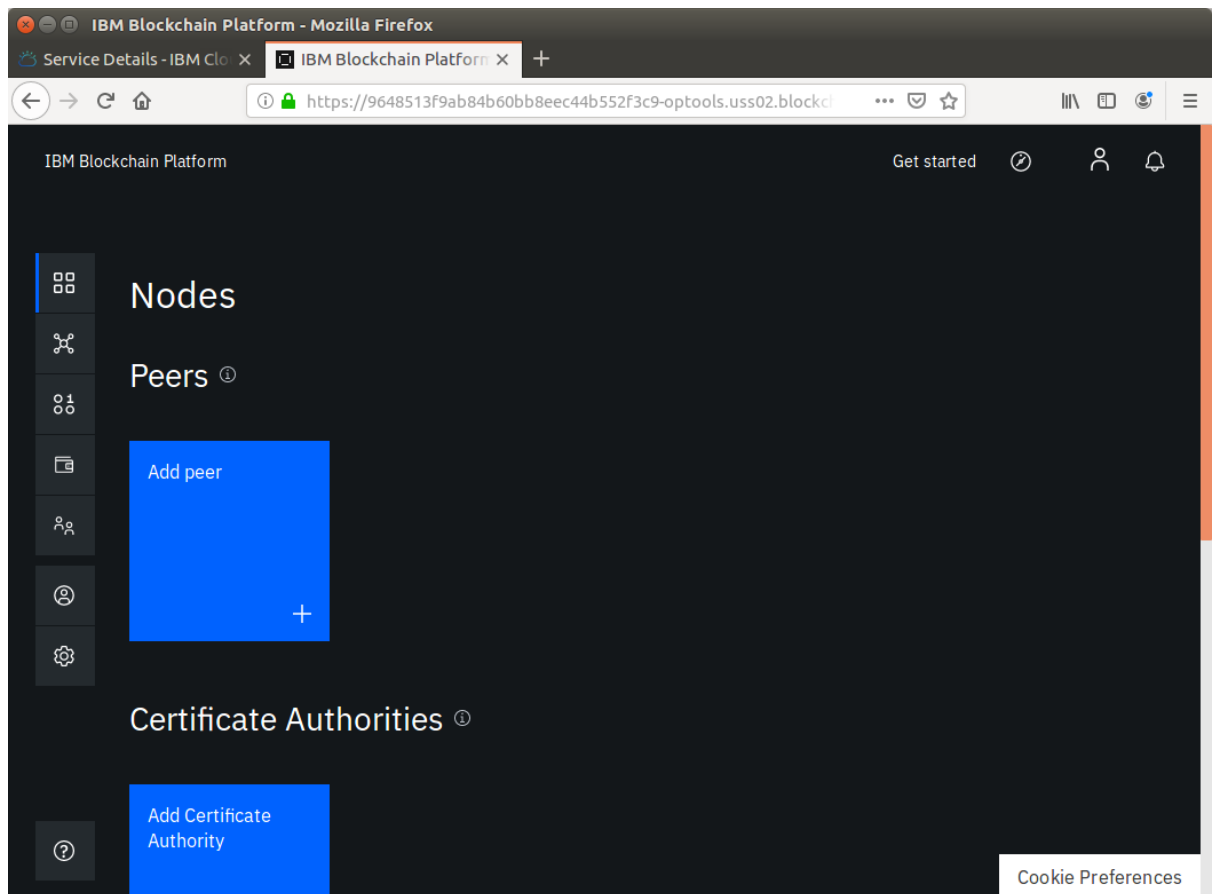 IBM Blockchain Platform - Mozilla Firefox
Service Details - IBM Clo
IBM Blockchain Platform
https://9648513f9ab84b60bb8eec44b552f3c9-optools.uss02.blockc
IBM Blockchain Platform
Get started
Nodes
Peers
Add peer
Certificate Authorities
Add Certificate
Authority
Cookie Preferences